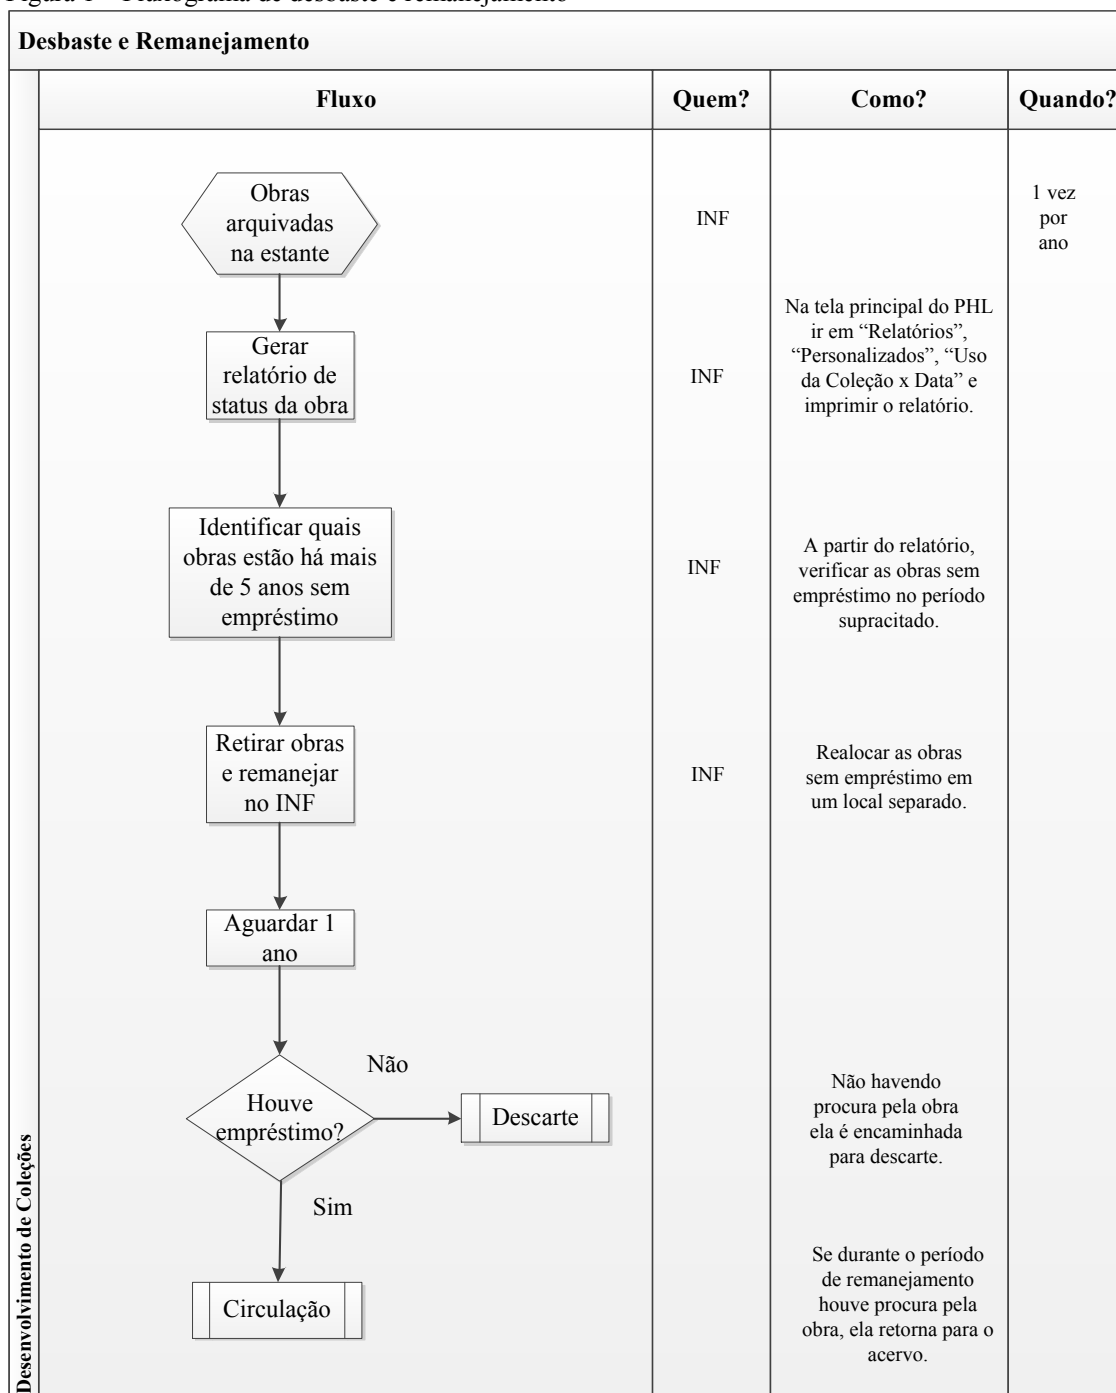 Figura 1 – Fluxograma de desbaste e remanejamento
Desbaste e Remanejamento
Fluxo
Quem?
Como?
Quando?
Obras
arquivadas
na estante
INF
1 vez
por
ano
Gerar
relatório de
status da obra
INF
Na tela principal do PHL
ir em “Relatórios”,
“Personalizados”, “Uso
da Coleção x Data” e
imprimir o relatório.
Identificar quais
obras estão há mais
de 5 anos sem
empréstimo
INF
A partir do relatório,
verificar as obras sem
empréstimo no período
supracitado.
Retirar obras
e remanejar
no INF
INF
Realocar as obras
sem empréstimo em
um local separado.
Aguardar 1
ano
Houve
empréstimo?
Não
Descarte
Não havendo
procura pela obra
ela é encaminhada
para descarte.
Sim
Circulação
Se durante o período
de remanejamento
houve procura pela
obra, ela retorna para o
acervo.
Desenvolvimento de Coleções